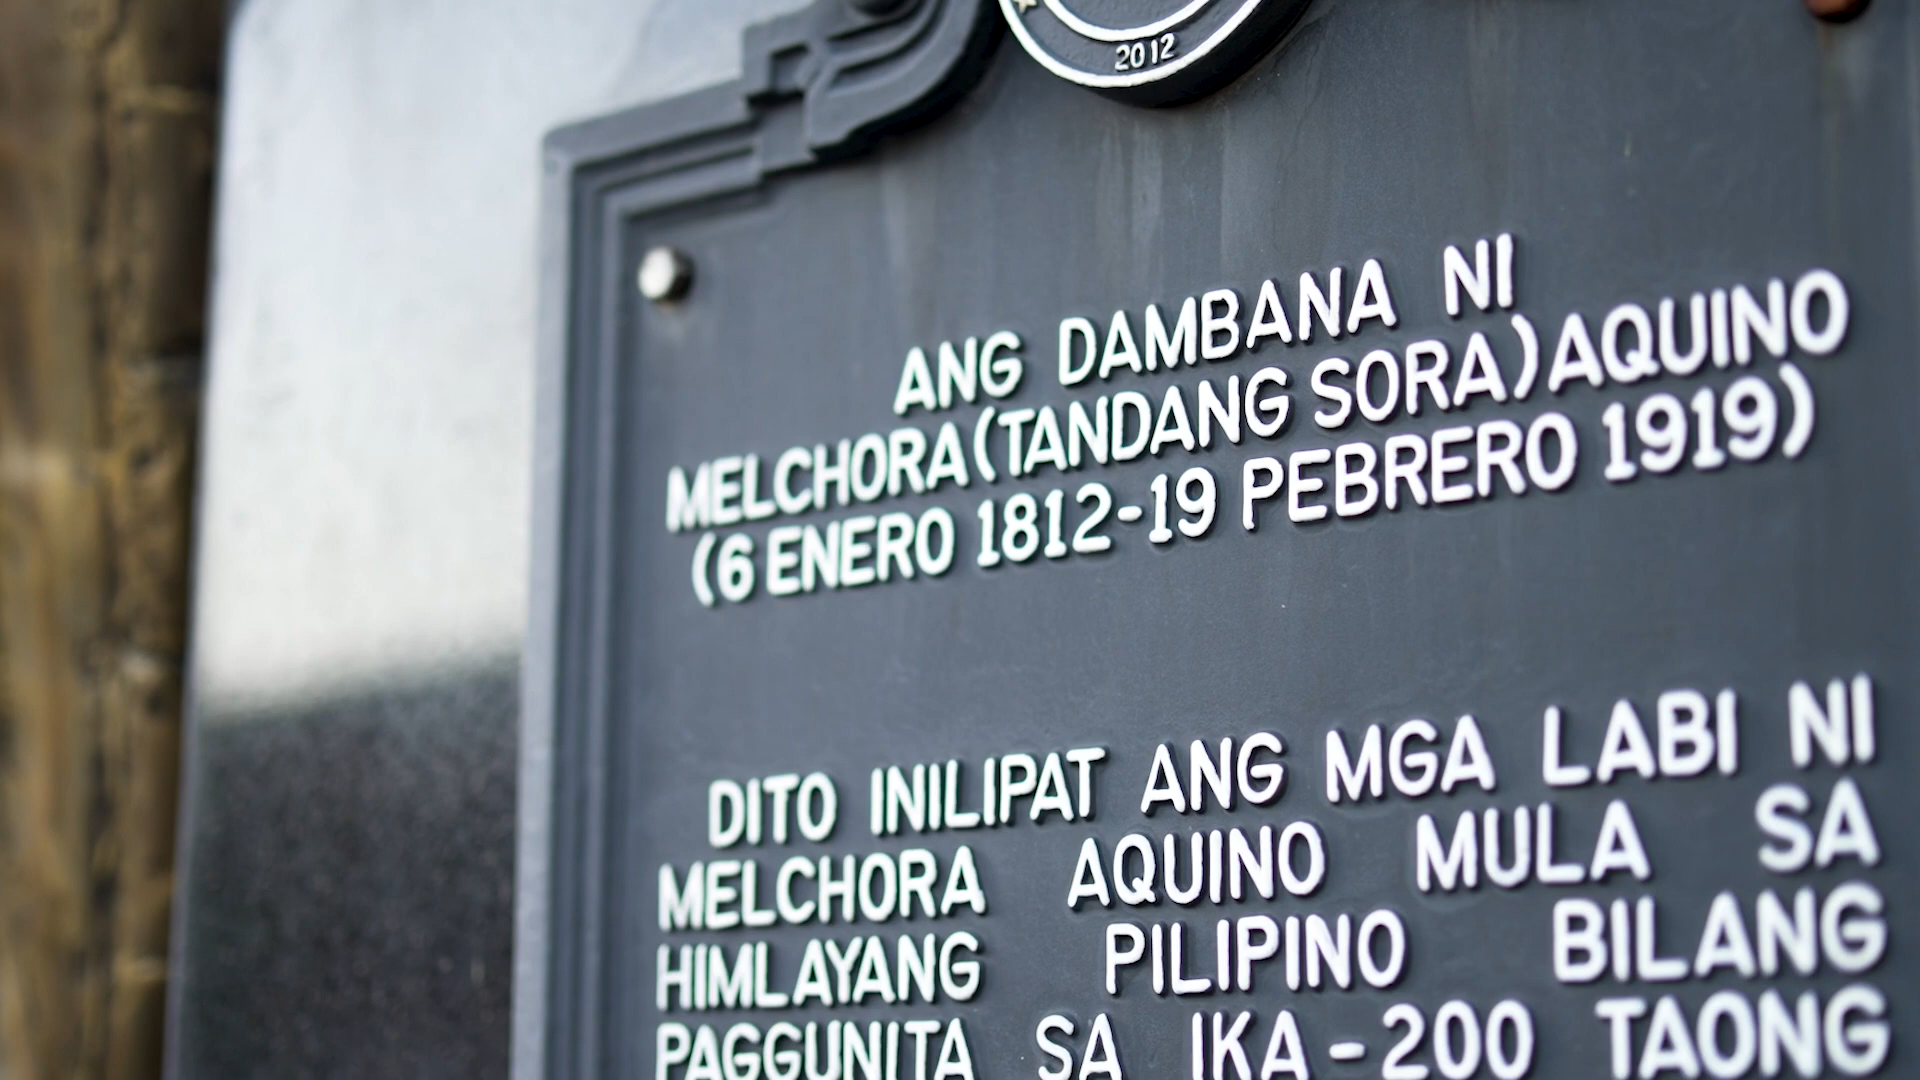 2012
ANG DAMBANA NI
MELCHORA (TANDANG SORA) AQUINO
(6 ENERO 1812-19 PEBRERO 1919)
DITO INILIPAT ANG MGA LABI NI
MELCHORA AQUINO MULA SA
HIMLAYANG PILIPINO BILANG
PAGGUNITA SA IKA-200 TAONG